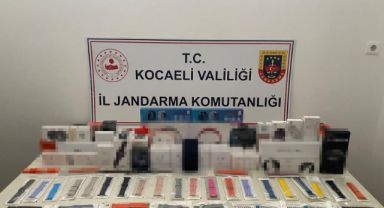 T.C.
KOCAELİ VALİLİĞİ
İL JANDARMA KOMUTANLIĞI